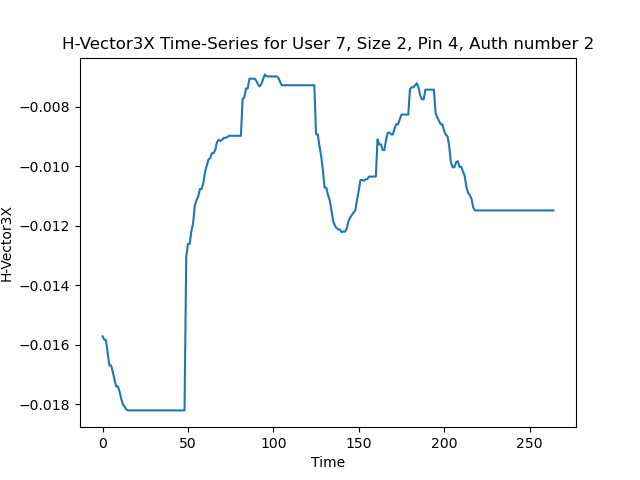 H-Vector3X Time-Series for User 7, Size 2, Pin 4, Auth number 2
−0.008
−0.010
−0.012
−0.014
−0.016
−0.018
H-Vector3X
0 50 100 150 200 250
Time